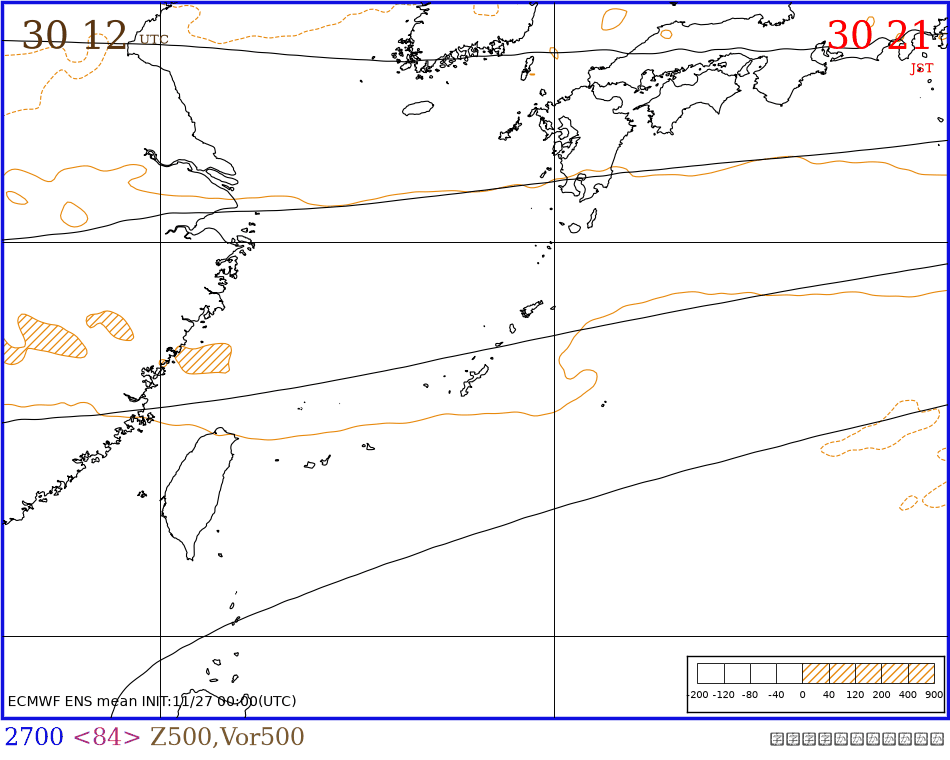 30 12 UTC
30 21
JST
-200 -120 -80 -40 0 40 120 200 400 900
ECMWF ENS mean INIT:11/27 00:00(UTC)
2700 <84> Z500,Vor500